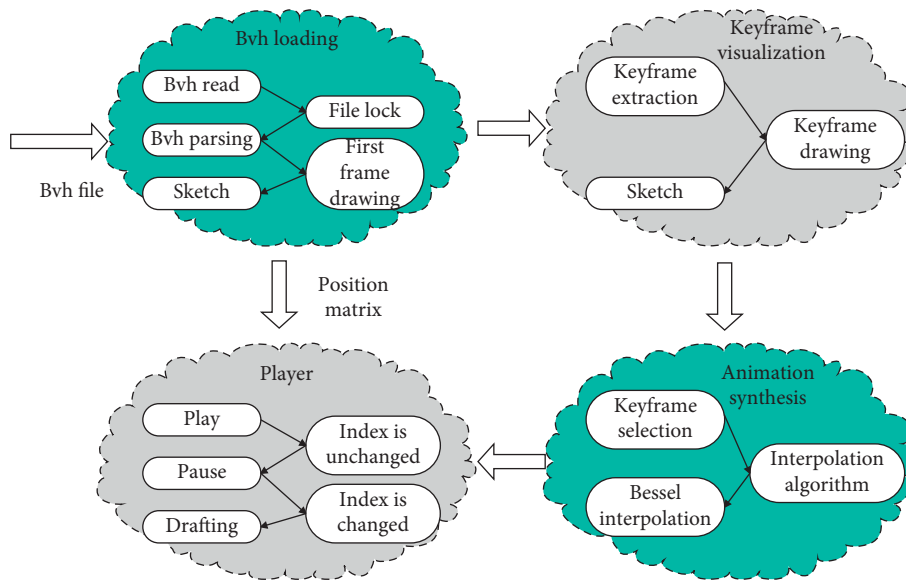 Bvh loading
Bvh read
File lock
Bvh parsing
First
frame
drawing
Sketch
Bvh file
Keyframe
visualization
Keyframe
extraction
Keyframe
drawing
Sketch
Position
matrix
Player
Play
Index is
unchanged
Pause
Index is
changed
Drafting
Animation
synthesis
Keyframe
selection
Interpolation
algorithm
Bessel
interpolation